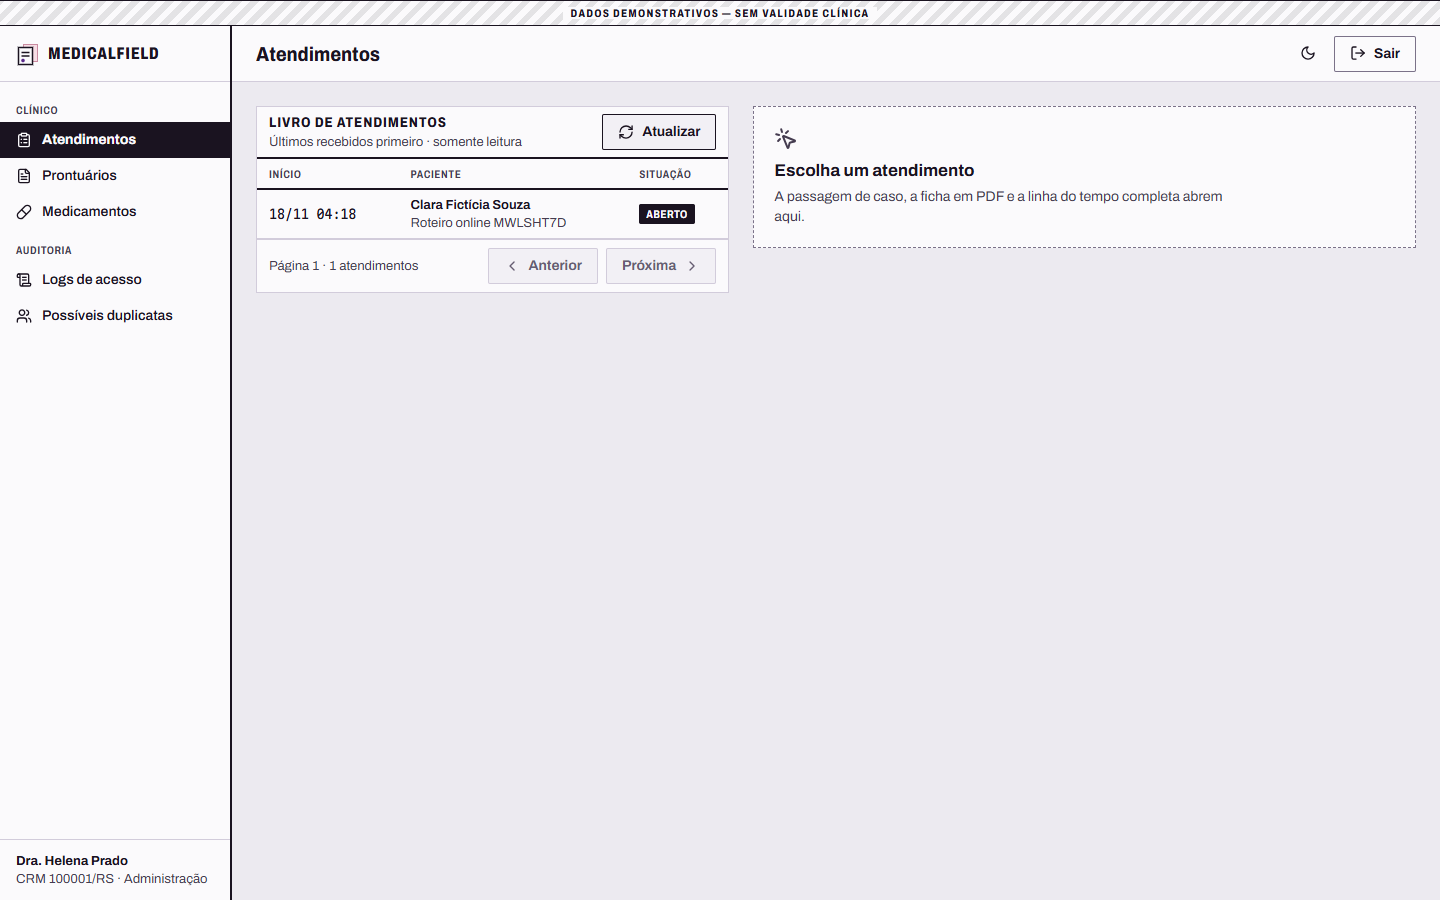 DADOS DEMONSTRATIVOS — SEM VALIDADE CLÍNICA
MEDICALFIELD
Atendimentos
Sair
CLÍNICO
Atendimentos
Prontuários
Medicamentos
AUDITORIA
Logs de acesso
Possíveis duplicatas
LIVRO DE ATENDIMENTOS
Últimos recebidos primeiro · somente leitura
Atualizar
INÍCIO PACIENTE SITUAÇÃO
18/11 04:18 Clara Fictícia Souza ABERTO
Roteiro online MWLSHT7D
Página 1 · 1 atendimentos
Anterior Próxima
Escolha um atendimento
A passagem de caso, a ficha em PDF e a linha do tempo completa abrem
aqui.
Dra. Helena Prado
CRM 100001/RS · Administração